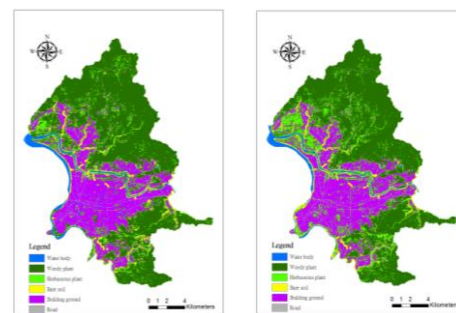 N
W E
S
Legend
Water body
Woody plant
Herbaceous plant
Bare soil
Building ground
Road
0 1 2 4
Kilometers
N
W E
S
Legend
Water body
Woody plant
Herbaceous plant
Bare soil
Building ground
Road
0 1 2 4
Kilometers